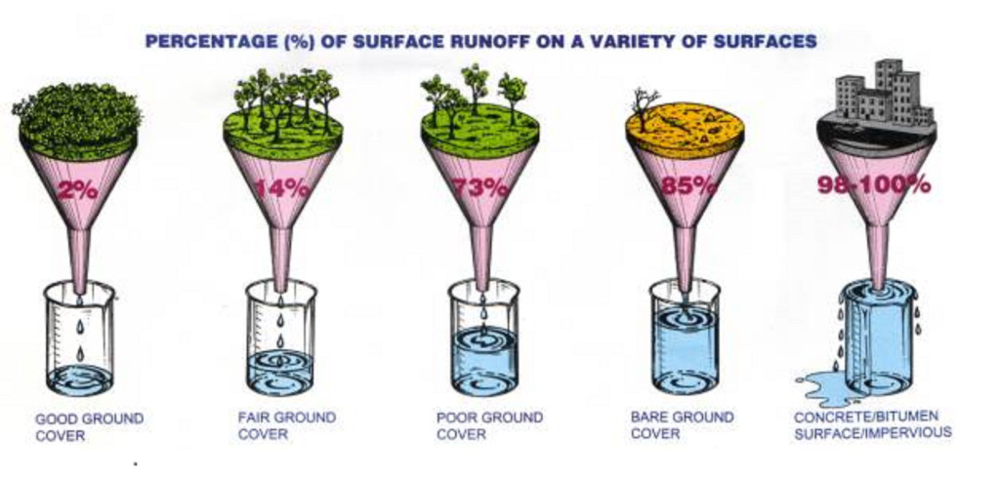 PERCENTAGE (%) OF SURFACE RUNOFF ON A VARIETY OF SURFACES
2%
14%
73%
85%
98-100%
GOOD GROUND
COVER
FAIR GROUND
COVER
POOR GROUND
COVER
BARE GROUND
COVER
CONCRETE/BITUMEN
SURFACE/IMPERVIOUS